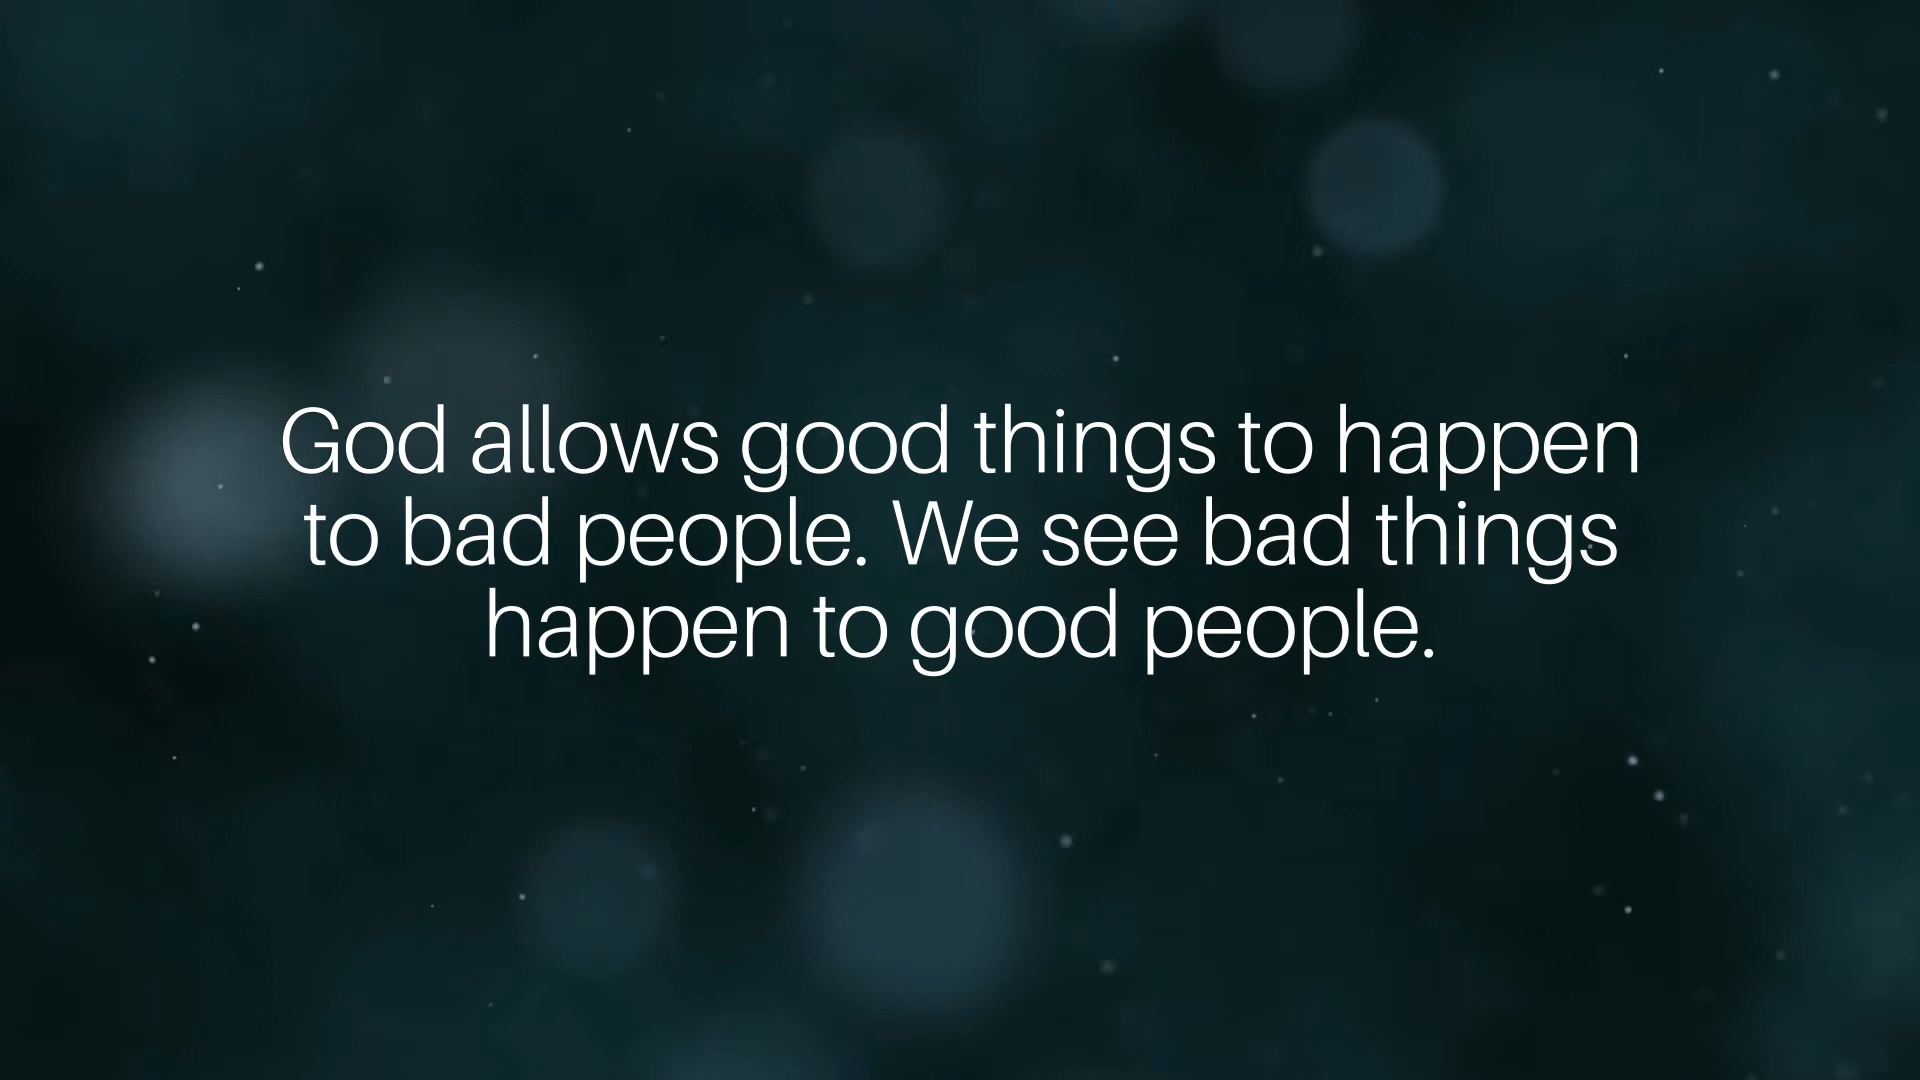 God allows good things to happen
to bad people. We see bad things
happen to good people.